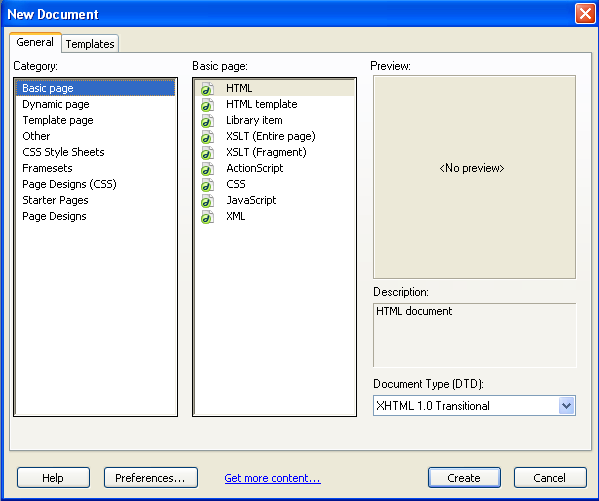 New Document
General
Templates
Category:
Basic page
Dynamic page
Template page
Other
CSS Style Sheets
Framesets
Page Designs (CSS)
Starter Pages
Page Designs
Basic page:
HTML
HTML template
Library item
XSLT (Entire page)
XSLT (Fragment)
ActionScript
CSS
JavaScript
XML
Preview:
<No preview>
Description:
HTML document
Document Type (DTD):
XHTML 1.0 Transitional
Help
Preferences...
Get more content...
Create
Cancel